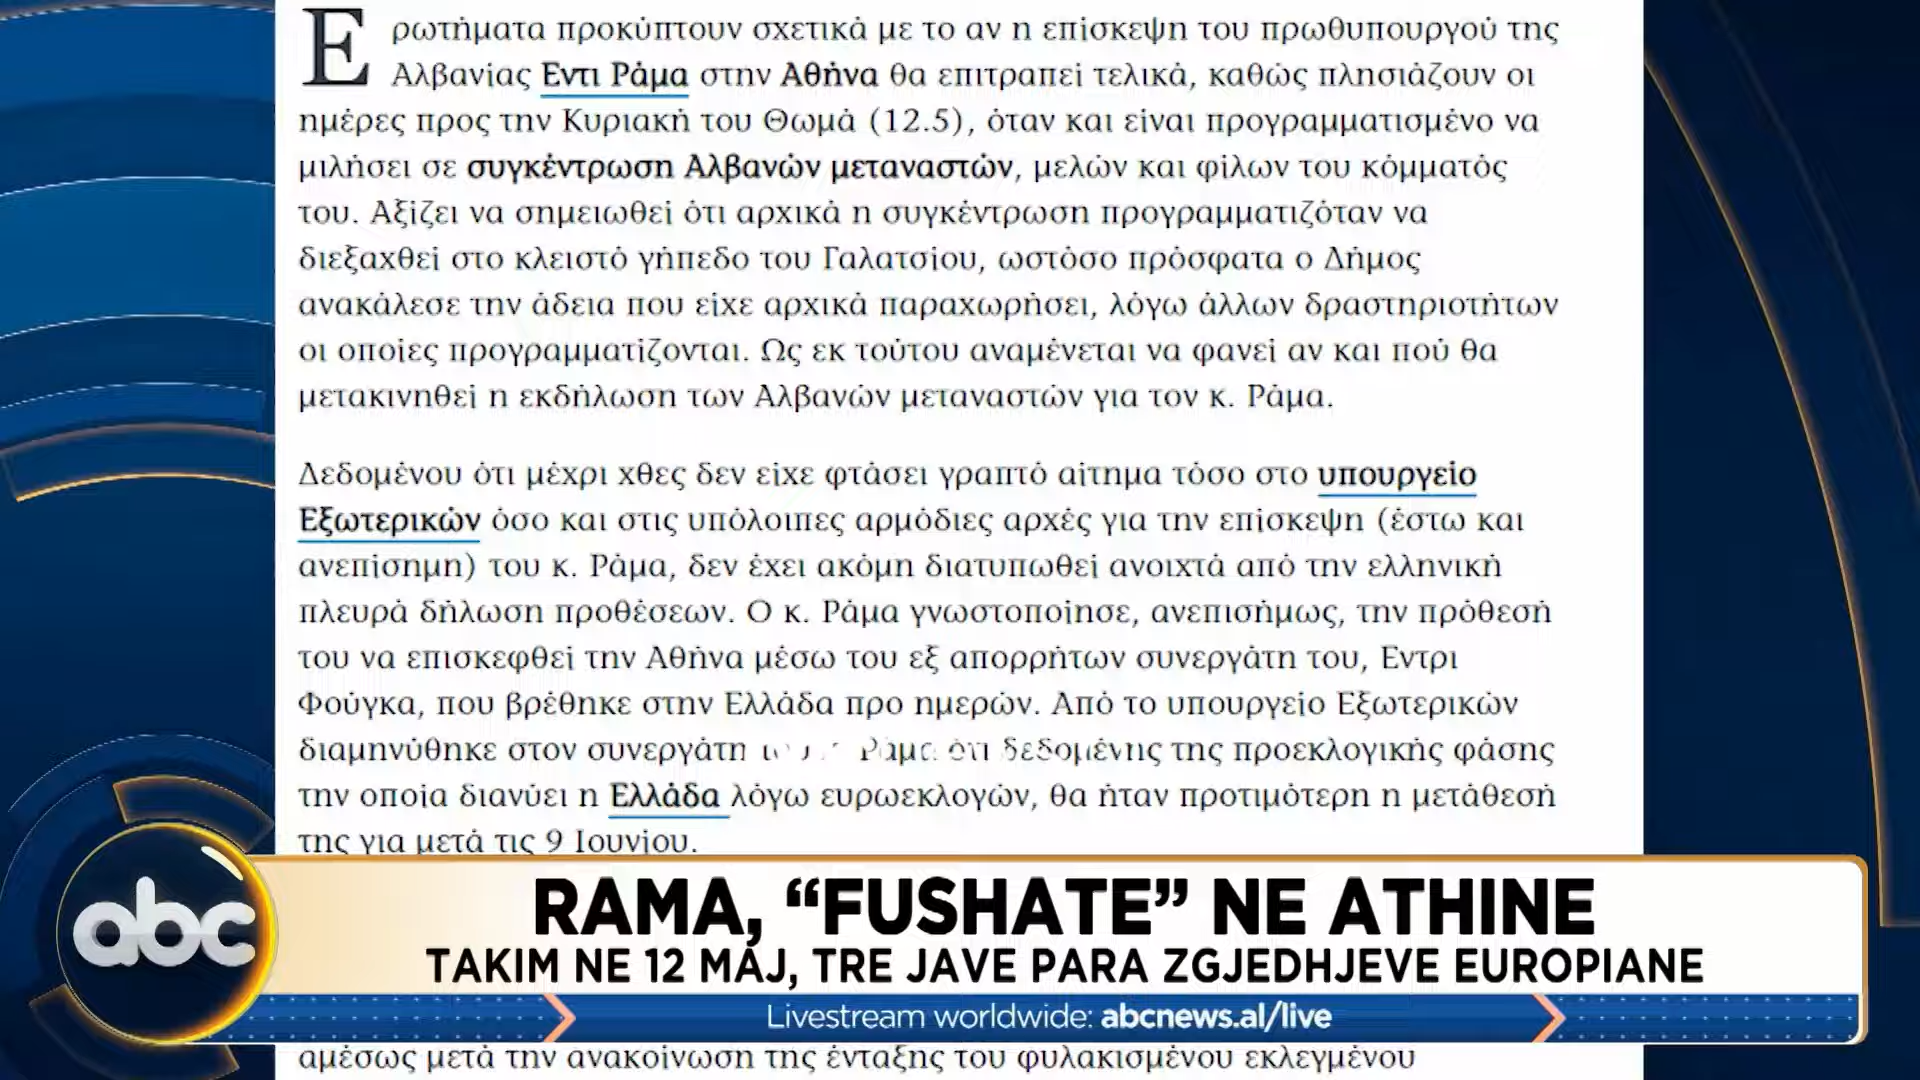 Ερωτήματα προκύπτουν σχετικά με το αν η επίσκεψη του πρωθυπουργού της
Αλβανίας Εντι Ράμα στην Αθήνα θα επιτραπεί τελικά, καθώς πλησιάζουν οι
ημέρες προς την Κυριακή του Θωμά (12.5), όταν και είναι προγραμματισμένο να
μιλήσει σε συγκέντρωση Αλβανών μεταναστών, μελών και φίλων του κόμματός
του. Αξίζει να σημειωθεί ότι αρχικά η συγκέντρωση προγραμματιζόταν να
διεξαχθεί στο κλειστό γήπεδο του Γαλατσίου, ωστόσο πρόσφατα ο Δήμος
ανακάλεσε την άδεια που είχε αρχικά παραχωρήσει, λόγω άλλων δραστηριοτήτων
οι οποίες προγραμματίζονται. Ως εκ τούτου αναμένεται να φανεί αν και πού θα
μετακινηθεί η εκδήλωση των Αλβανών μεταναστών για τον κ. Ράμα.
Δεδομένου ότι μέχρι χθες δεν είχε φτάσει γραπτό αίτημα τόσο στο υπουργείο
Εξωτερικών όσο και στις υπόλοιπες αρμόδιες αρχές για την επίσκεψη (έστω και
ανεπίσημη) του κ. Ράμα, δεν έχει ακόμη διατυπωθεί ανοιχτά από την ελληνική
πλευρά δήλωση προθέσεων. Ο κ. Ράμα γνωστοποίησε, ανεπισήμως, την πρόθεσή
του να επισκεφθεί την Αθήνα μέσω του εξ απορρήτων συνεργάτη του, Εντρι
Φούγκα, που βρέθηκε στην Ελλάδα προ ημερών. Από το υπουργείο Εξωτερικών
διαμηνύθηκε στον συνεργάτη Ράμα ότι δεδομένης της προεκλογικής φάσης
την οποία διανύει η Ελλάδα λόγω ευρωεκλογών, θα ήταν προτιμότερη η μετάθεσή
της για μετά τις 9 Ιουνίου.
abc
RAMA, “FUSHATE” NE ATHINE
TAKIM NE 12 MAJ, TRE JAVE PARA ZGJEDHJEVE EUROPIANE
Livestream worldwide: abcnews.al/live
αμέσως μετά την ανακοίνωση της ένταξης του φυλακισμένου εκλεγμένου